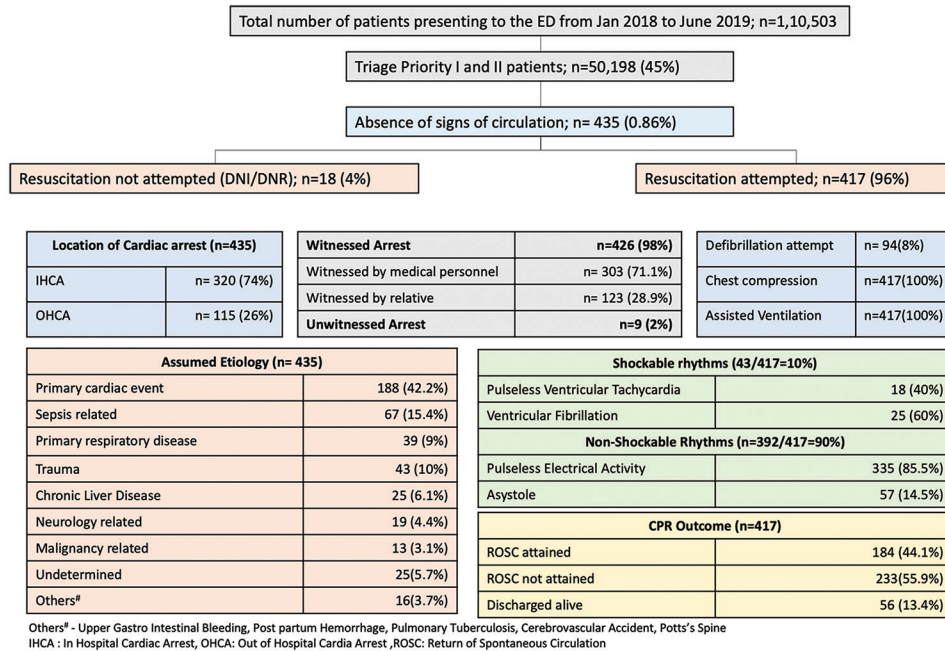 Total number of patients presenting to the ED from Jan 2018 to June 2019; n=1,10,503
Triage Priority I and II patients; n=50,198 (45%)
Absence of signs of circulation; n= 435 (0.86%)
Resuscitation not attempted (DNI/DNR); n=18 (4%)
Resuscitation attempted; n=417 (96%)
Location of Cardiac arrest (n=435)
IHCA n= 320 (74%)
OHCA n= 115 (26%)
Witnessed Arrest n=426 (98%)
Witnessed by medical personnel n= 303 (71.1%)
Witnessed by relative n= 123 (28.9%)
Unwitnessed Arrest n=9 (2%)
Defibrillation attempt n= 94(8%)
Chest compression n=417(100%)
Assisted Ventilation n=417(100%)
Assumed Etiology (n= 435)
Primary cardiac event 188 (42.2%)
Sepsis related 67 (15.4%)
Primary respiratory disease 39 (9%)
Trauma 43 (10%)
Chronic Liver Disease 25 (6.1%)
Neurology related 19 (4.4%)
Malignancy related 13 (3.1%)
Undetermined 25(5.7%)
Others# 16(3.7%)
Shockable rhythms (43/417=10%)
Pulseless Ventricular Tachycardia 18 (40%)
Ventricular Fibrillation 25 (60%)
Non-Shockable Rhythms (n=392/417=90%)
Pulseless Electrical Activity 335 (85.5%)
Asystole 57 (14.5%)
CPR Outcome (n=417)
ROSC attained 184 (44.1%)
ROSC not attained 233(55.9%)
Discharged alive 56 (13.4%)
Others# - Upper Gastro Intestinal Bleeding, Post partum Hemorrhage, Pulmonary Tuberculosis, Cerebrovascular Accident, Potts's Spine
IHCA : In Hospital Cardiac Arrest, OHCA: Out of Hospital Cardia Arrest ,ROSC: Return of Spontaneous Circulation